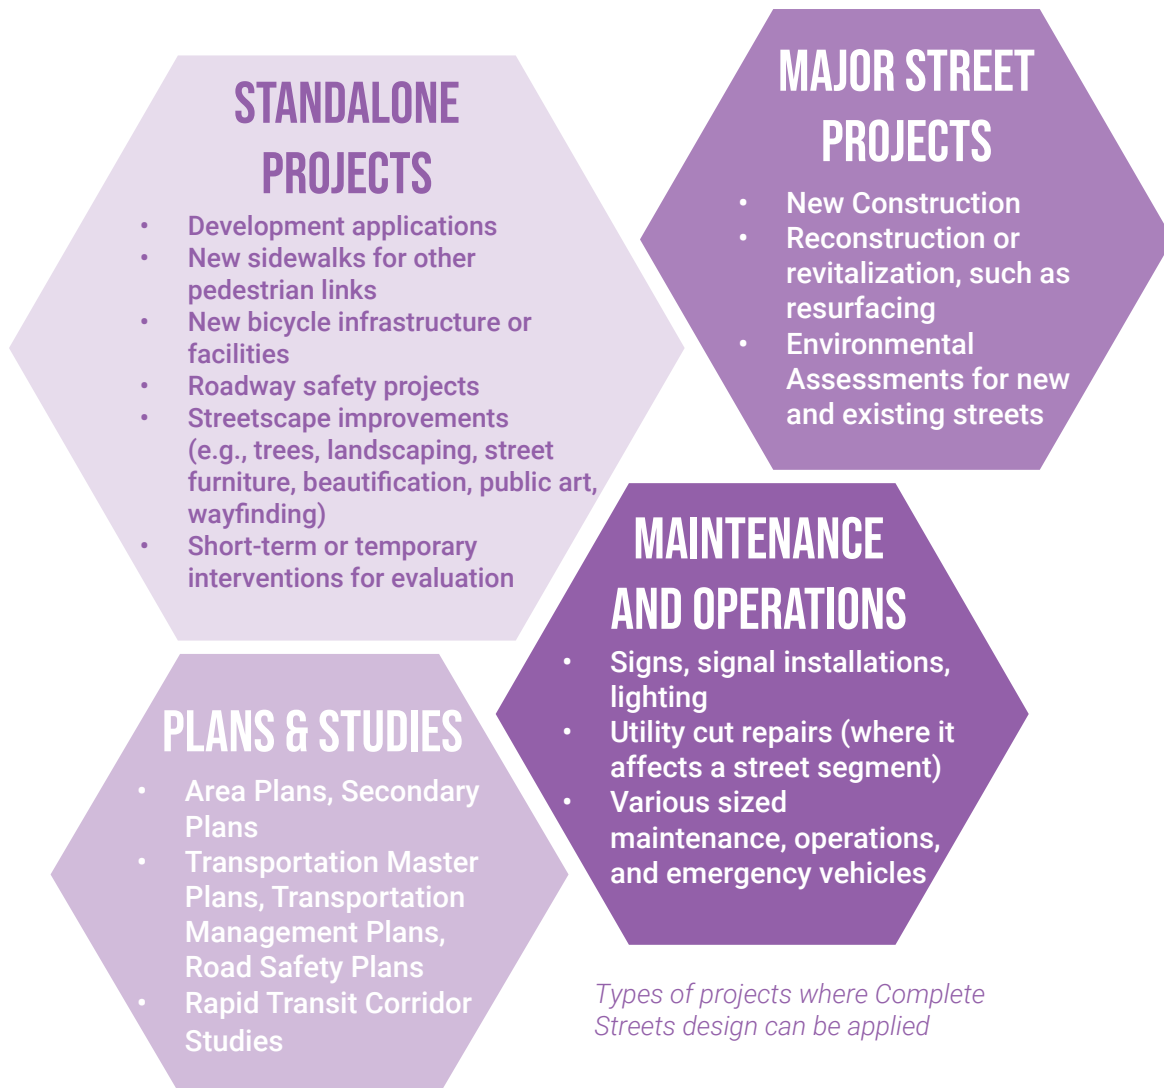 STANDALONE
PROJECTS
• Development applications
• New sidewalks for other
pedestrian links
• New bicycle infrastructure or
facilities
• Roadway safety projects
• Streetscape improvements
(e.g., trees, landscaping, street
furniture, beautification, public art,
wayfinding)
• Short-term or temporary
interventions for evaluation
MAJOR STREET
PROJECTS
• New Construction
• Reconstruction or
revitalization, such as
resurfacing
• Environmental
Assessments for new
and existing streets
MAINTENANCE
AND OPERATIONS
• Signs, signal installations,
lighting
• Utility cut repairs (where it
affects a street segment)
• Various sized
maintenance, operations,
and emergency vehicles
PLANS & STUDIES
• Area Plans, Secondary
Plans
• Transportation Master
Plans, Transportation
Management Plans,
Road Safety Plans
• Rapid Transit Corridor
Studies
Types of projects where Complete
Streets design can be applied